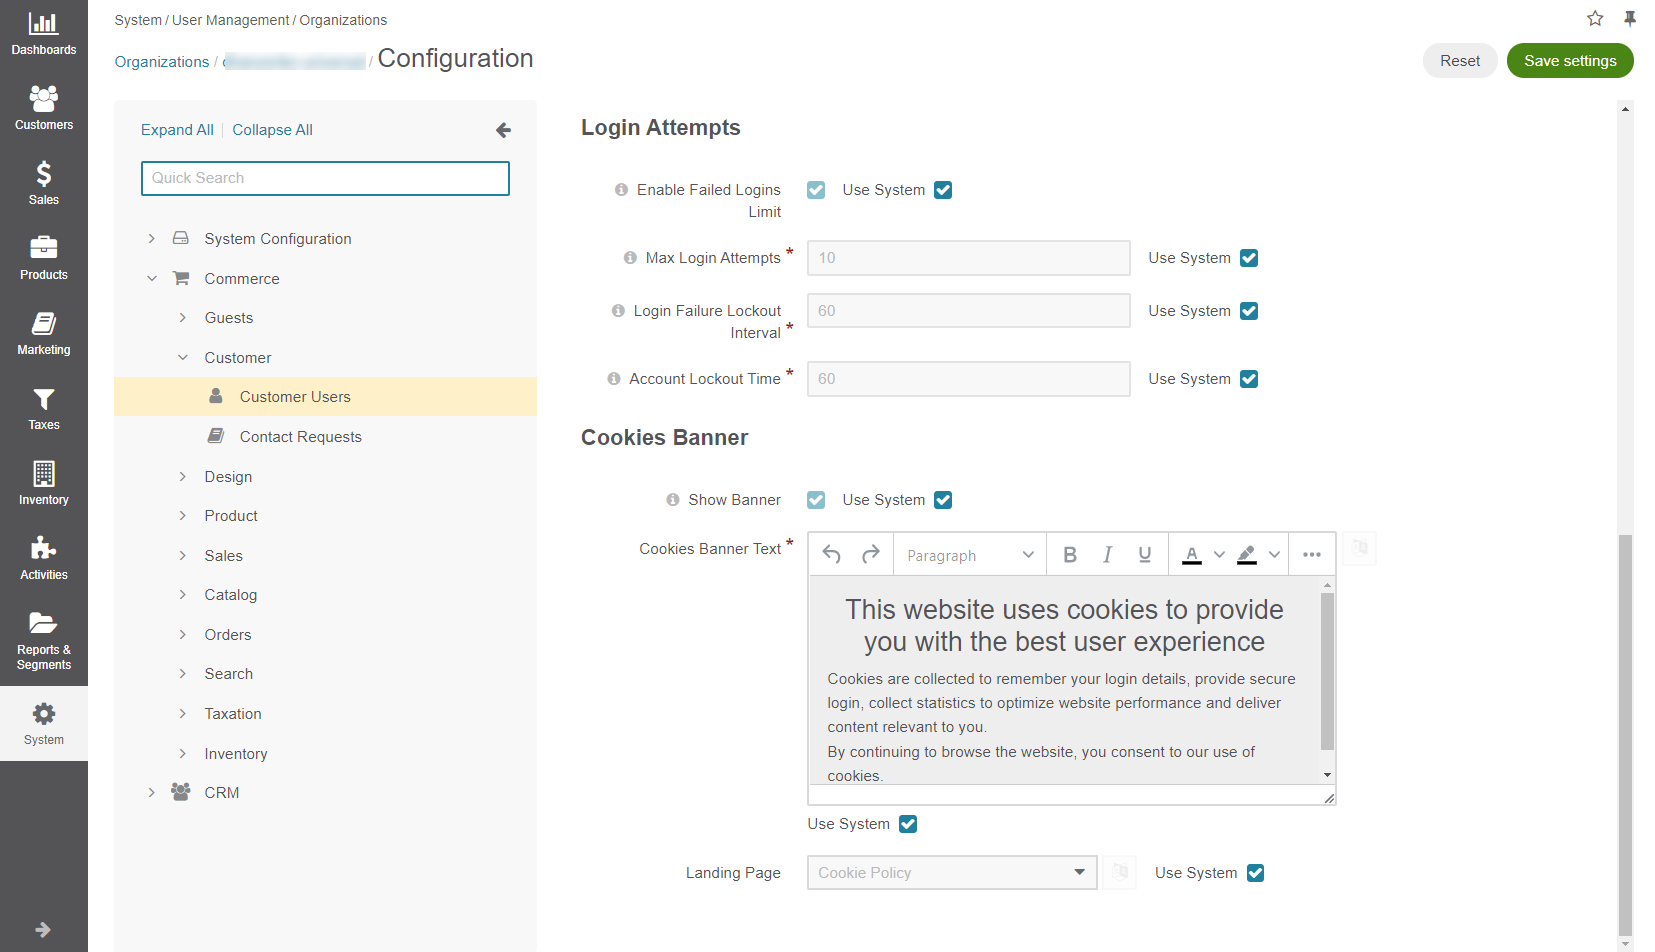 Dashboards
Customers
Sales
Products
Marketing
Taxes
Inventory
Activities
Reports &
Segments
System
System / User Management / Organizations
Organizations / / Configuration
Reset
Save settings
Expand All | Collapse All
Quick Search
System Configuration
Commerce
Guests
Customer
Customer Users
Contact Requests
Design
Product
Sales
Catalog
Orders
Search
Taxation
Inventory
CRM
Login Attempts
Enable Failed Logins
Limit
Use System
Max Login Attempts *
10
Use System
Login Failure Lockout
Interval *
60
Use System
Account Lockout Time *
60
Use System
Cookies Banner
Show Banner
Use System
Cookies Banner Text *
Paragraph
B I U A
This website uses cookies to provide
you with the best user experience
Cookies are collected to remember your login details, provide secure
login, collect statistics to optimize website performance and deliver
content relevant to you.
By continuing to browse the website, you consent to our use of
cookies.
Use System
Landing Page
Cookie Policy
Use System